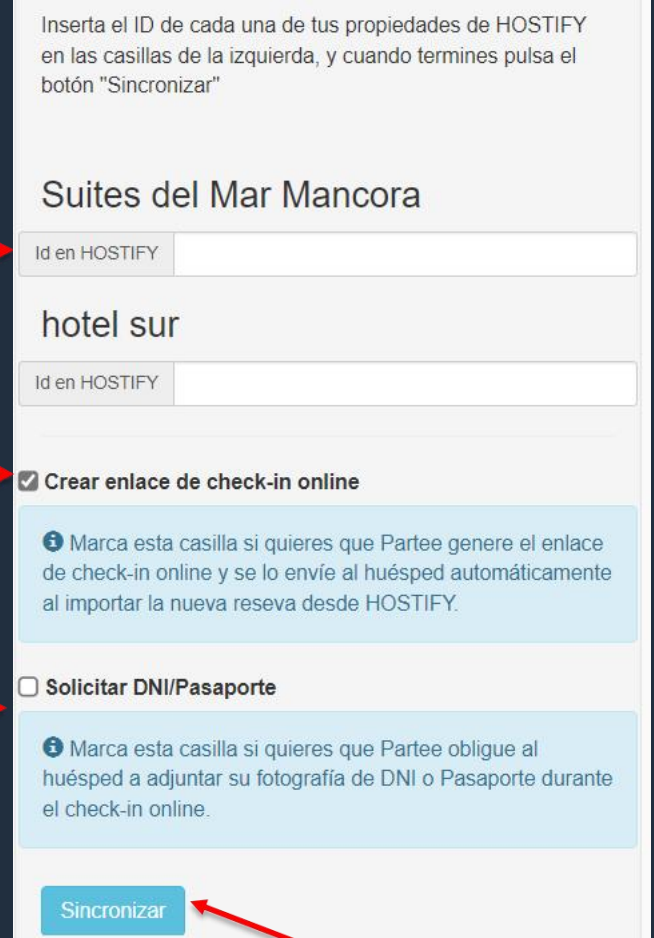 Inserta el ID de cada una de tus propiedades de HOSTIFY
en las casillas de la izquierda, y cuando termines pulsa el
botón "Sincronizar"
Suites del Mar Mancora
Id en HOSTIFY
hotel sur
Id en HOSTIFY
Crear enlace de check-in online
Marca esta casilla si quieres que Partee genere el enlace
de check-in online y se lo envíe al huésped automáticamente
al importar la nueva reseva desde HOSTIFY.
Solicitar DNI/Pasaporte
Marca esta casilla si quieres que Partee obligue al
huésped a adjuntar su fotografía de DNI o Pasaporte durante
el check-in online.
Sincronizar